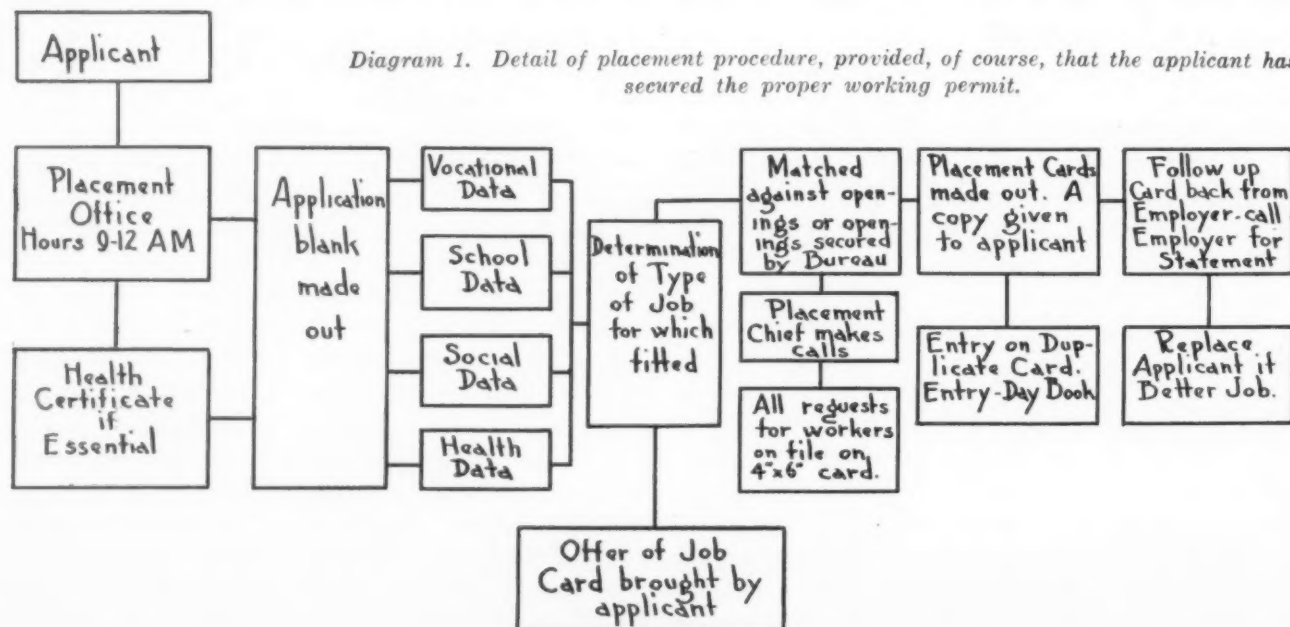 Applicant
Diagram 1. Detail of placement procedure, provided, of course, that the applicant has
secured the proper working permit.
Placement
Office
Hours 9-12 AM
Health
Certificate
if
Essential
Application
blank
made
out
Vocational
Data
School
Data
Social
Data
Health
Data
Determination
of Type
of Job
for which
fitted
Offer of Job
Card brought by
applicant
Matched
against open-
ings or open-
ings secured
by Bureau
Placement
Chief makes
calls
All requests
for workers
on file on
4"x6" card.
Placement Cards
made out. A
copy given
to applicant
Entry on Dup-
licate Card.
Entry-Day Book
Follow up
Card back from
Employer-call
Employer for
Statement
Replace
Applicant if
Better Job.